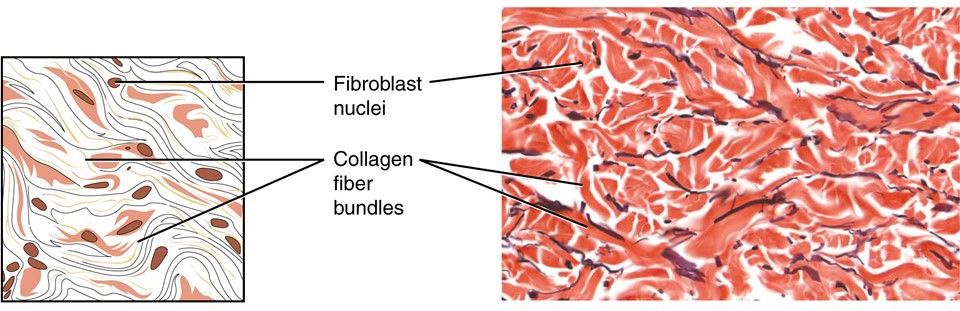 Fibroblast
nuclei
Collagen
fiber
bundles